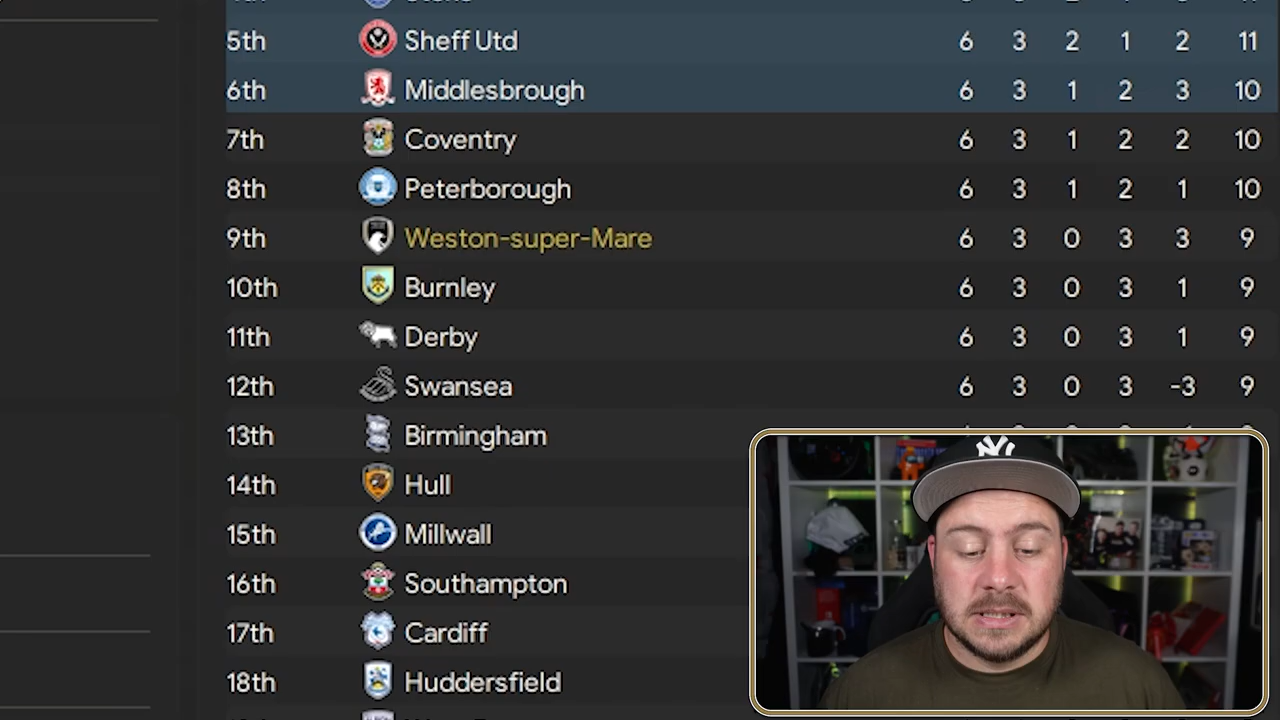 5th Sheff Utd 6 3 2 1 2 11
6th Middlesbrough 6 3 1 2 3 10
7th Coventry 6 3 1 2 2 10
8th Peterborough 6 3 1 2 1 10
9th Weston-super-Mare 6 3 0 3 3 9
10th Burnley 6 3 0 3 1 9
11th Derby 6 3 0 3 1 9
12th Swansea 6 3 0 3 -3 9
13th Birmingham
14th Hull
15th Millwall
16th Southampton
17th Cardiff
18th Huddersfield